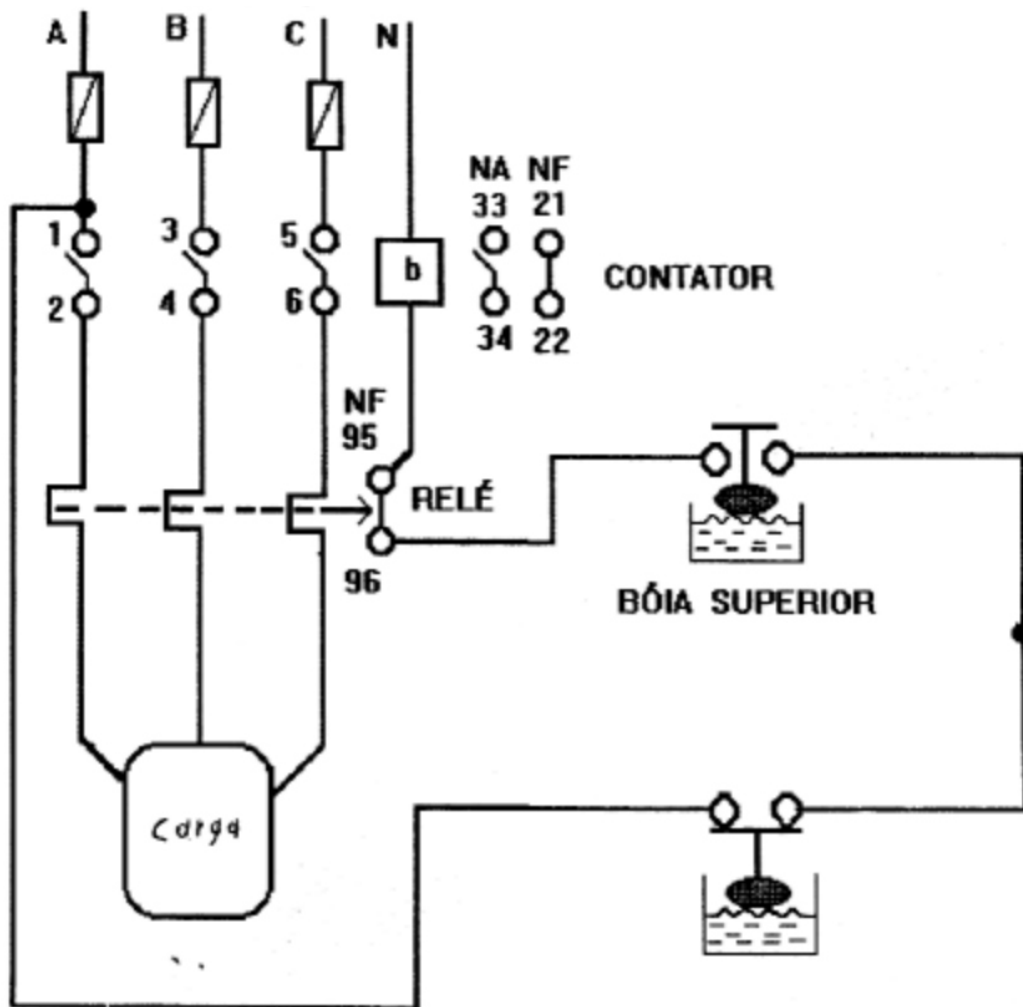 A B C N
NA NF
33 21
1 3 5
b
CONTATOR
2 4 6
34 22
NF
95
RELÉ
96
BÓIA SUPERIOR
Carga